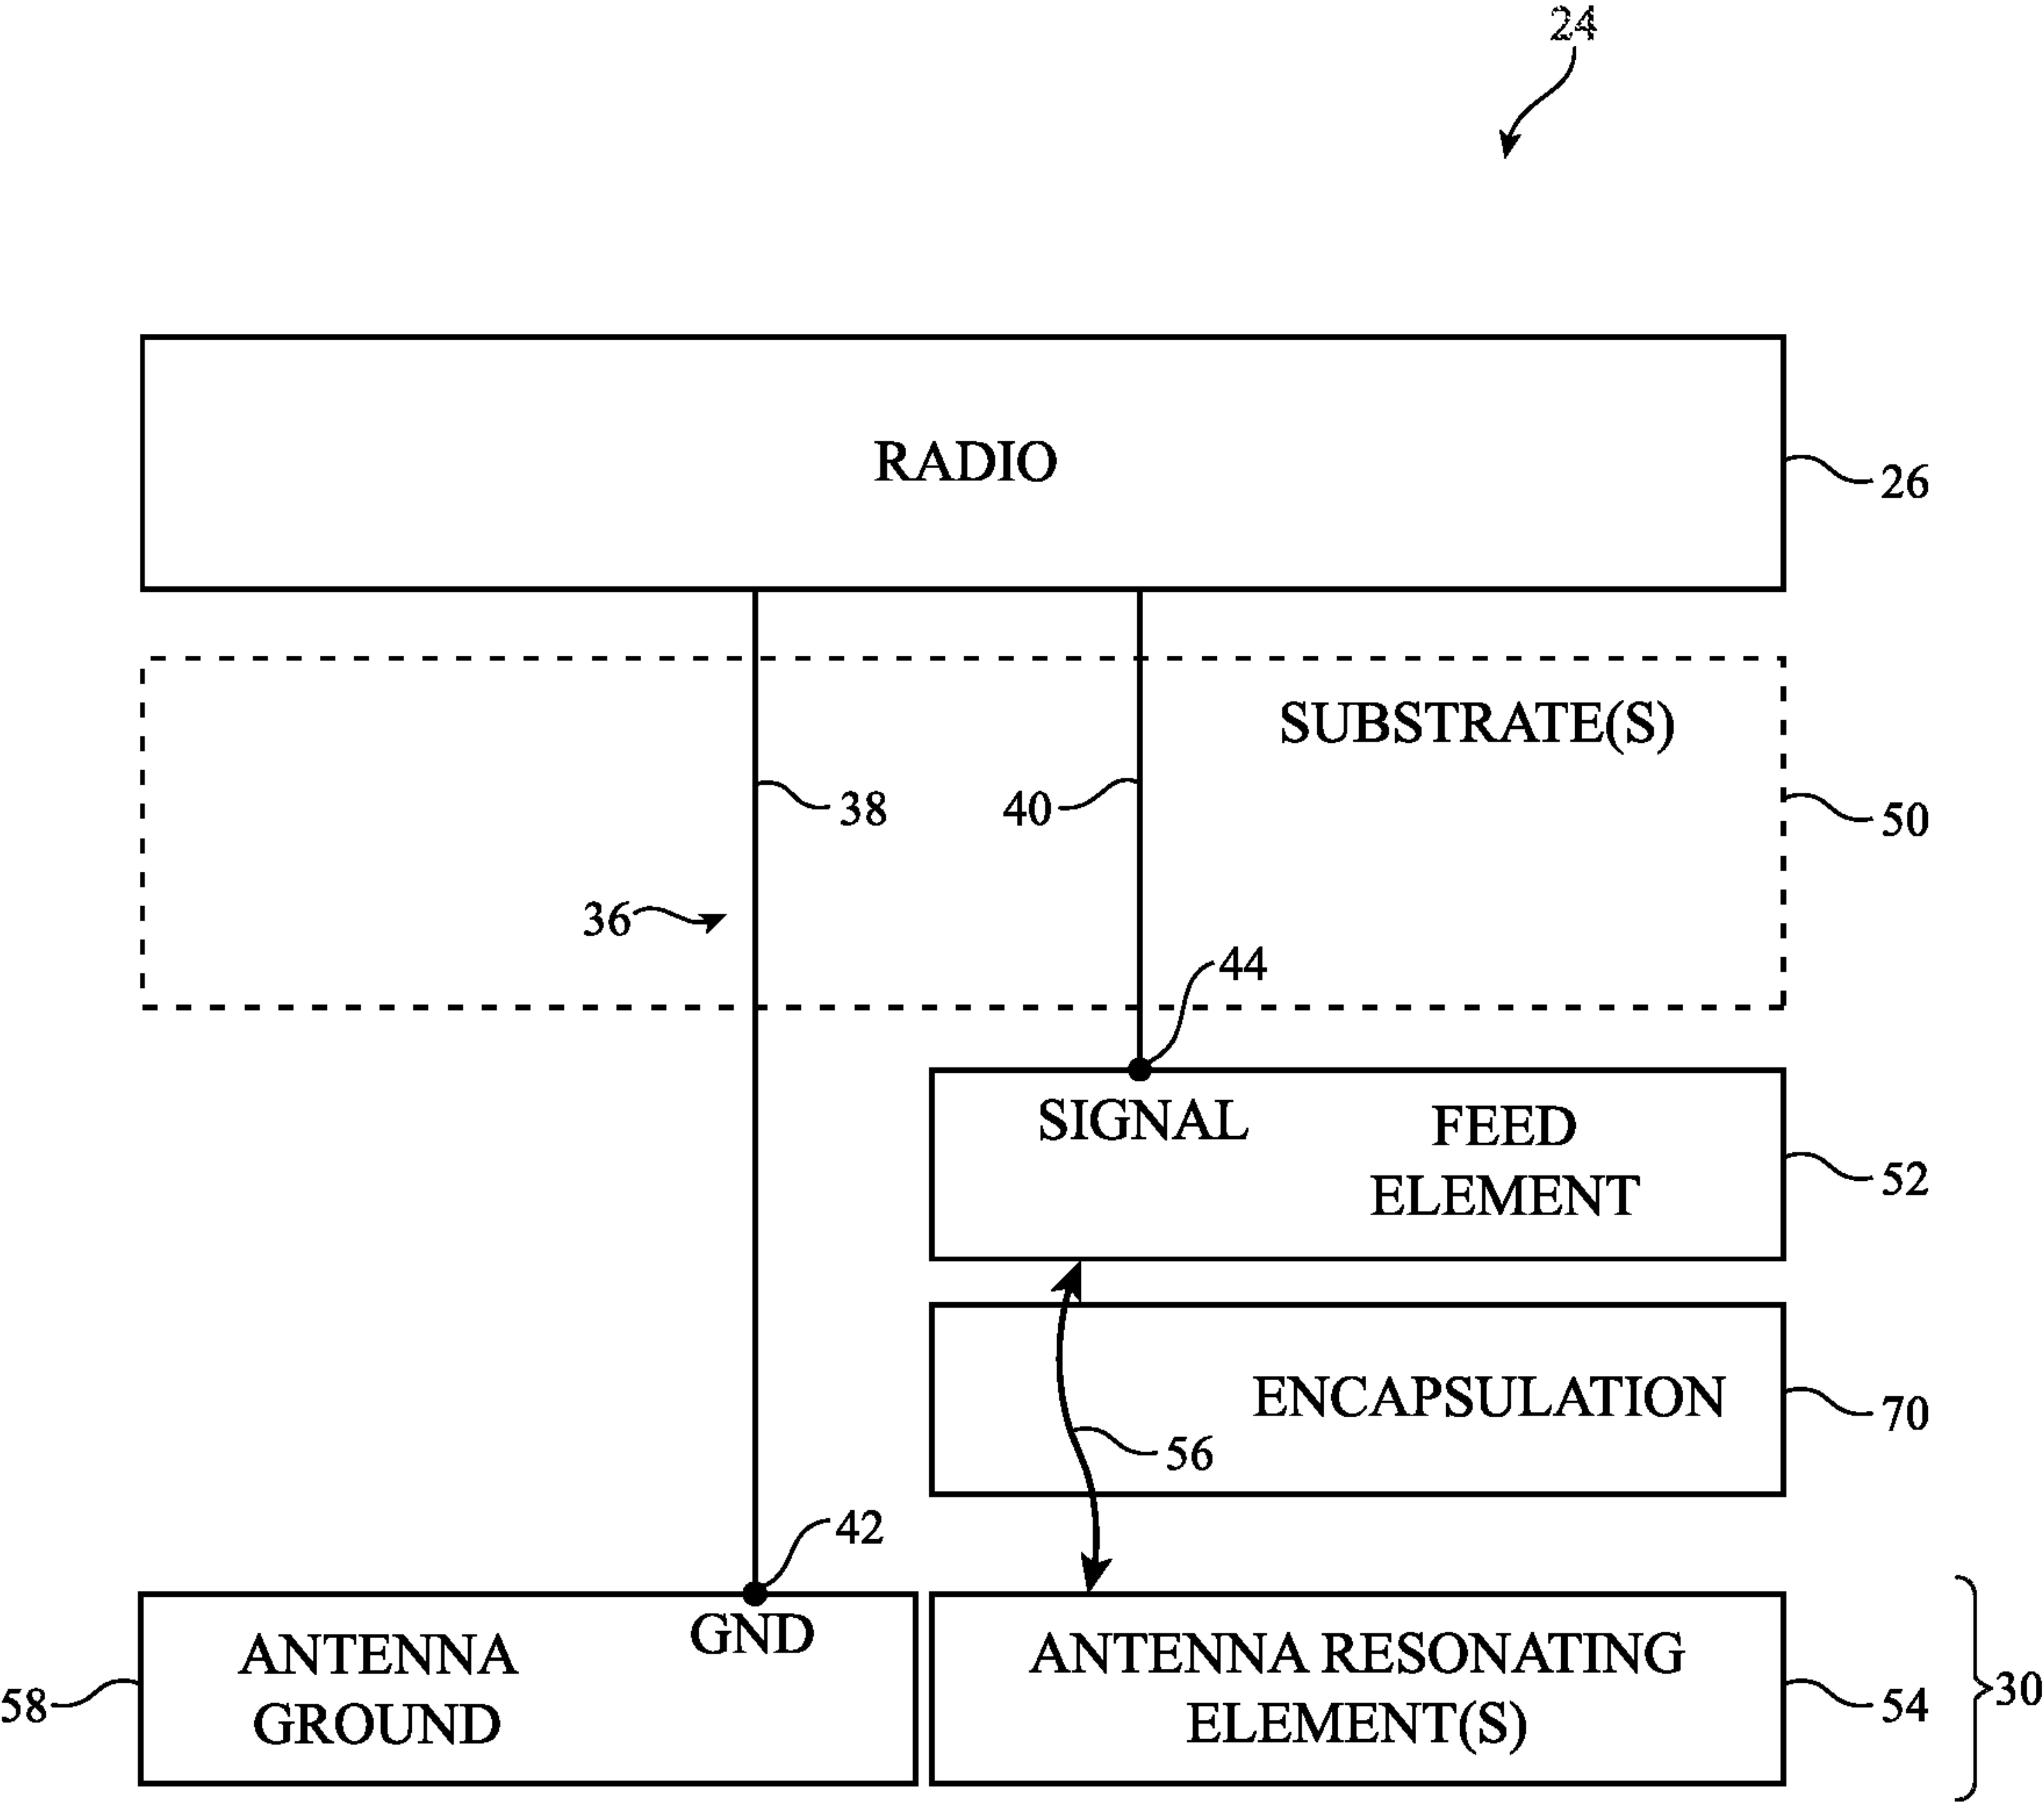 24
RADIO
26
SUBSTRATE(S)
38
40
50
36
44
SIGNAL
FEED
ELEMENT
52
ENCAPSULATION
70
56
42
GND
ANTENNA
GROUND
58
ANTENNA RESONATING
ELEMENT(S)
54
30